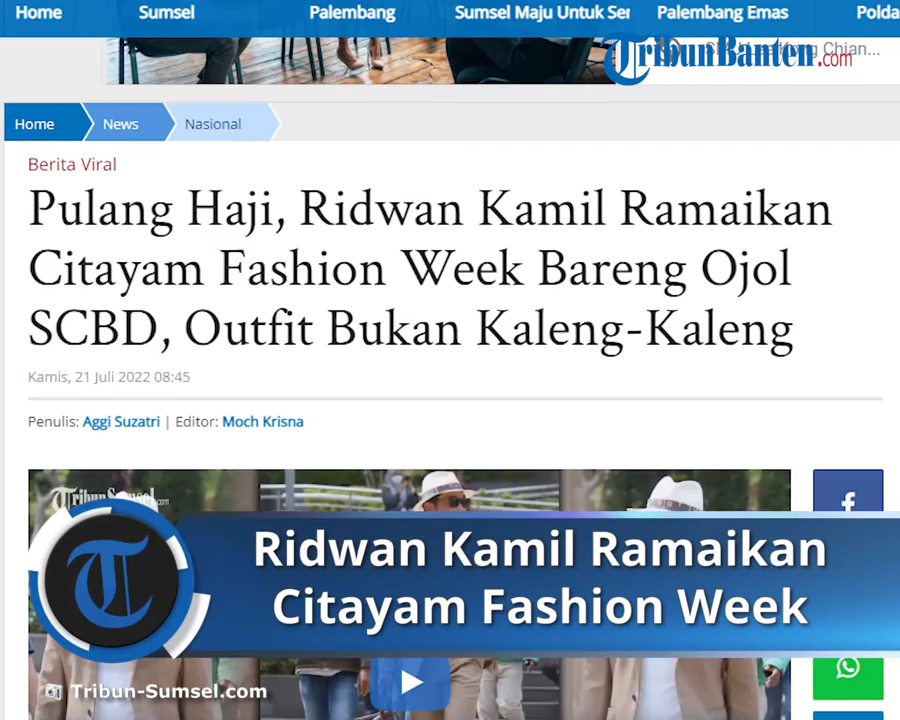 Home Sumsel Palembang Sumsel Maju Untuk Ser Palembang Emas Polda
TribunBanten.com
Home News Nasional
Berita Viral
Pulang Haji, Ridwan Kamil Ramaikan
Citayam Fashion Week Bareng Ojol
SCBD, Outfit Bukan Kaleng-Kaleng
Kamis, 21 Juli 2022 08:45
Penulis: Aggi Suzatri | Editor: Moch Krisna
Ridwan Kamil Ramaikan
Citayam Fashion Week
Tribun-Sumsel.com